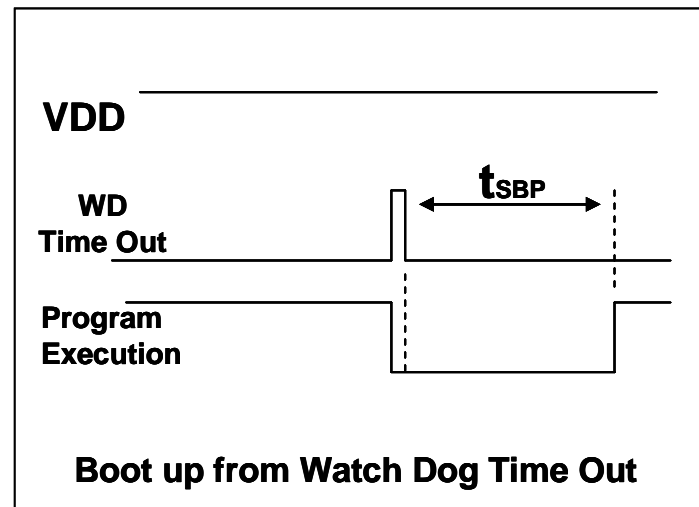 VDD
tSBP
WD
Time Out
Program
Execution
Boot up from Watch Dog Time Out